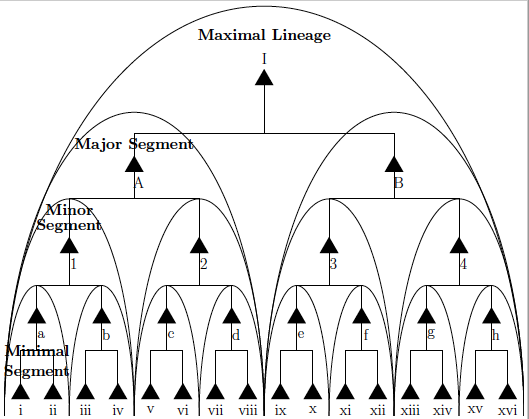 Maximal Lineage
I
Major Segment
A B
Minor
Segment
1 2 3 4
a b c d e f g h
Minimal
Segment
i ii iii iv v vi vii viii ix x xi xii xiii xiv xv xvi